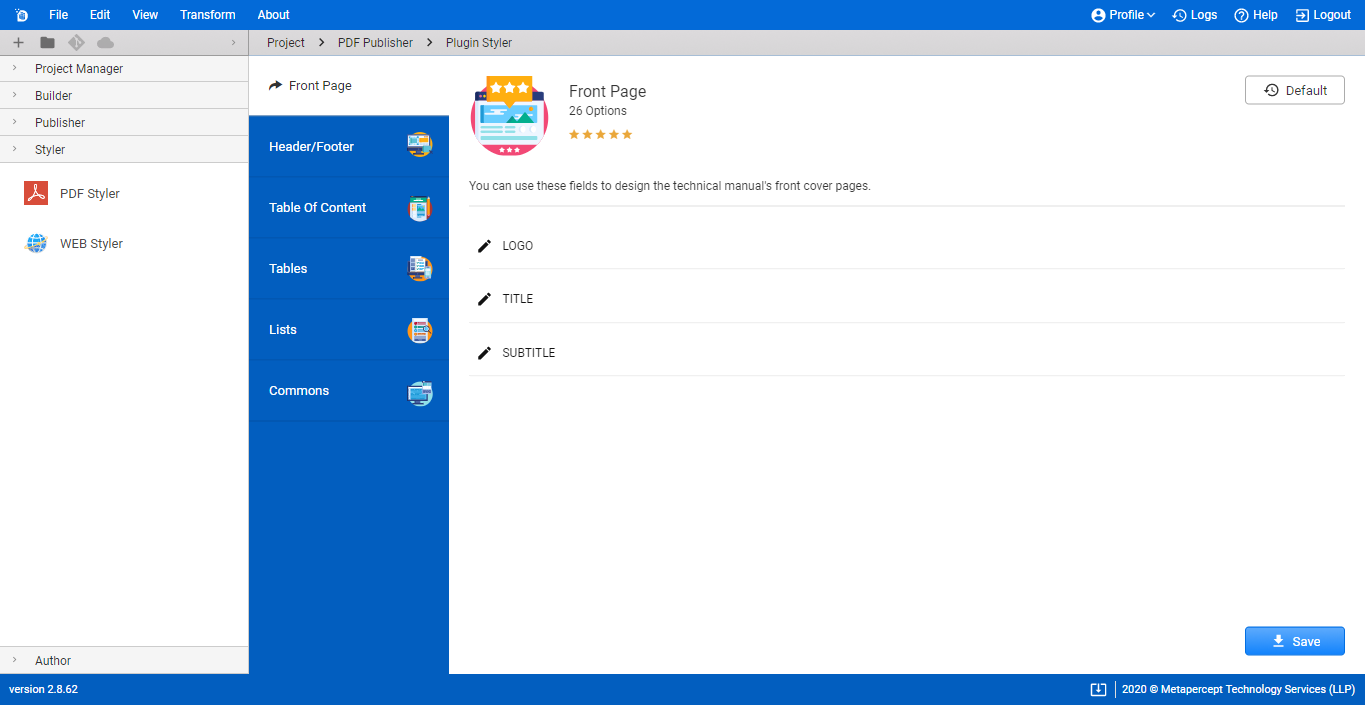 File Edit View Transform About Profile Logs Help Logout
Project PDF Publisher Plugin Styler
Project Manager
Builder
Publisher
Styler
PDF Styler
WEB Styler
Author
Front Page
Header/Footer
Table Of Content
Tables
Lists
Commons
Front Page
26 Options
Default
You can use these fields to design the technical manual's front cover pages.
LOGO
TITLE
SUBTITLE
Save
version 2.8.62
2020 © Metapercept Technology Services (LLP)